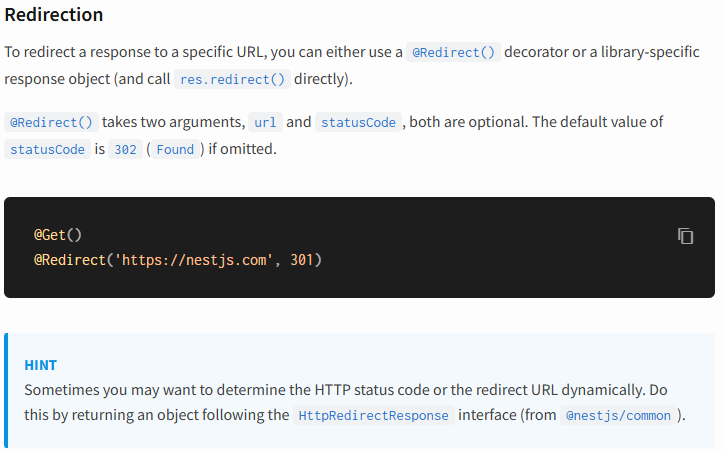 Redirection
To redirect a response to a specific URL, you can either use a @Redirect() decorator or a library-specific
response object (and call res.redirect() directly).
@Redirect() takes two arguments, url and statusCode, both are optional. The default value of
statusCode is 302 (Found) if omitted.
@Get()
@Redirect('https://nestjs.com', 301)
HINT
Sometimes you may want to determine the HTTP status code or the redirect URL dynamically. Do
this by returning an object following the HttpRedirectResponse interface (from @nestjs/common).